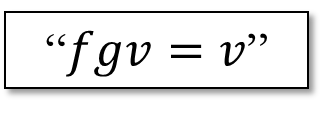 “fgv = v”